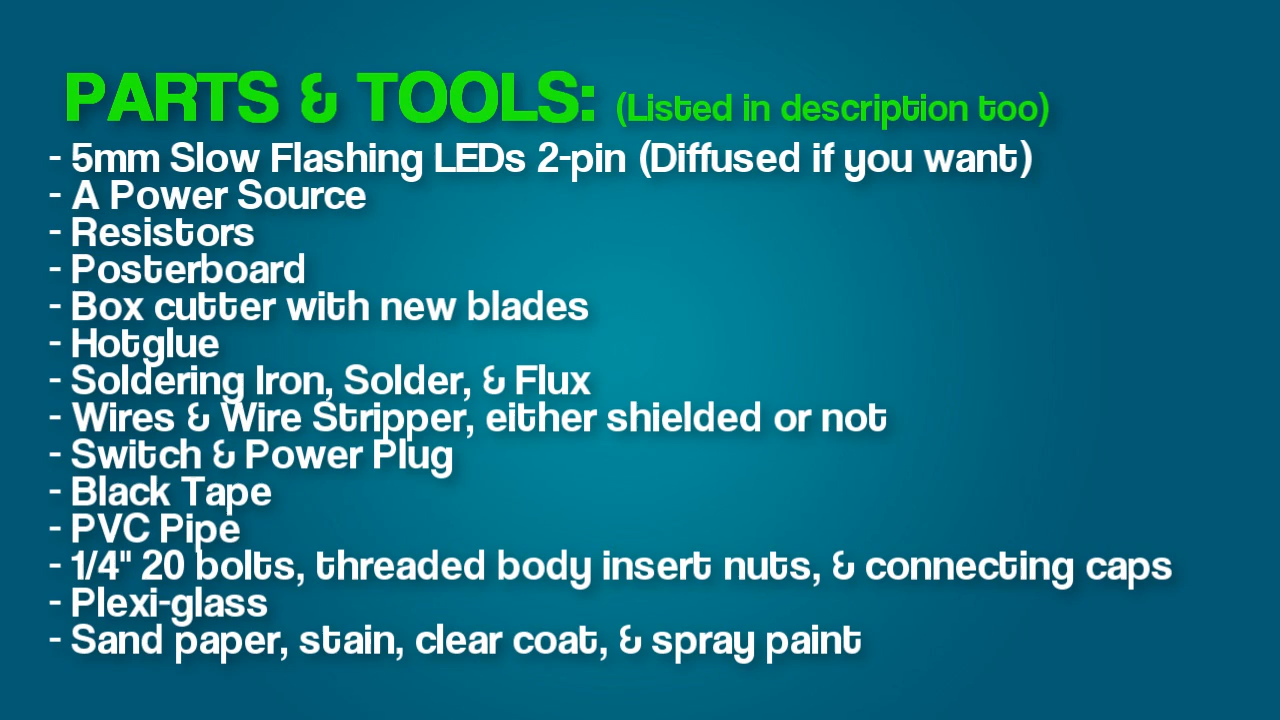 PARTS & TOOLS: (Listed in description too)
- 5mm Slow Flashing LEDs 2-pin (Diffused if you want)
- A Power Source
- Resistors
- Posterboard
- Box cutter with new blades
- Hotglue
- Soldering Iron, Solder, & Flux
- Wires & Wire Stripper, either shielded or not
- Switch & Power Plug
- Black Tape
- PVC Pipe
- 1/4" 20 bolts, threaded body insert nuts, & connecting caps
- Plexi-glass
- Sand paper, stain, clear coat, & spray paint